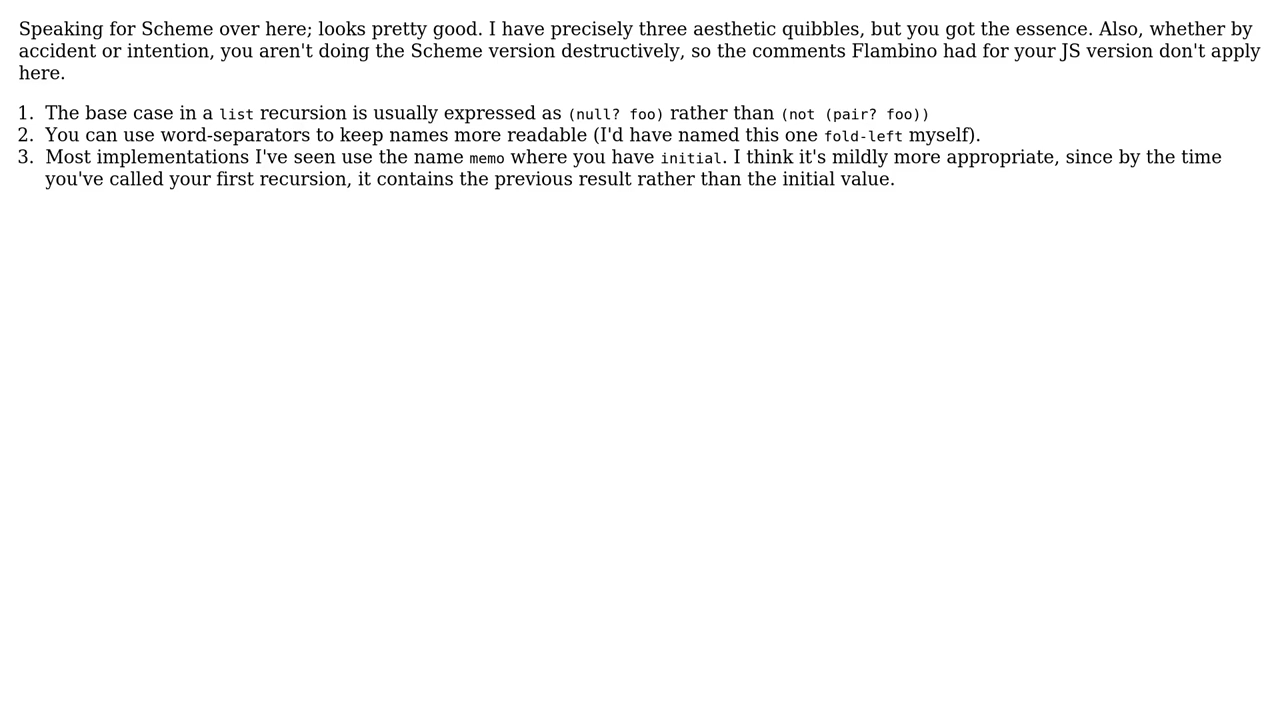 Speaking for Scheme over here; looks pretty good. I have precisely three aesthetic quibbles, but you got the essence. Also, whether by
accident or intention, you aren't doing the Scheme version destructively, so the comments Flambino had for your JS version don't apply
here.
1. The base case in a list recursion is usually expressed as (null? foo) rather than (not (pair? foo))
2. You can use word-separators to keep names more readable (I'd have named this one fold-left myself).
3. Most implementations I've seen use the name memo where you have initial. I think it's mildly more appropriate, since by the time
you've called your first recursion, it contains the previous result rather than the initial value.